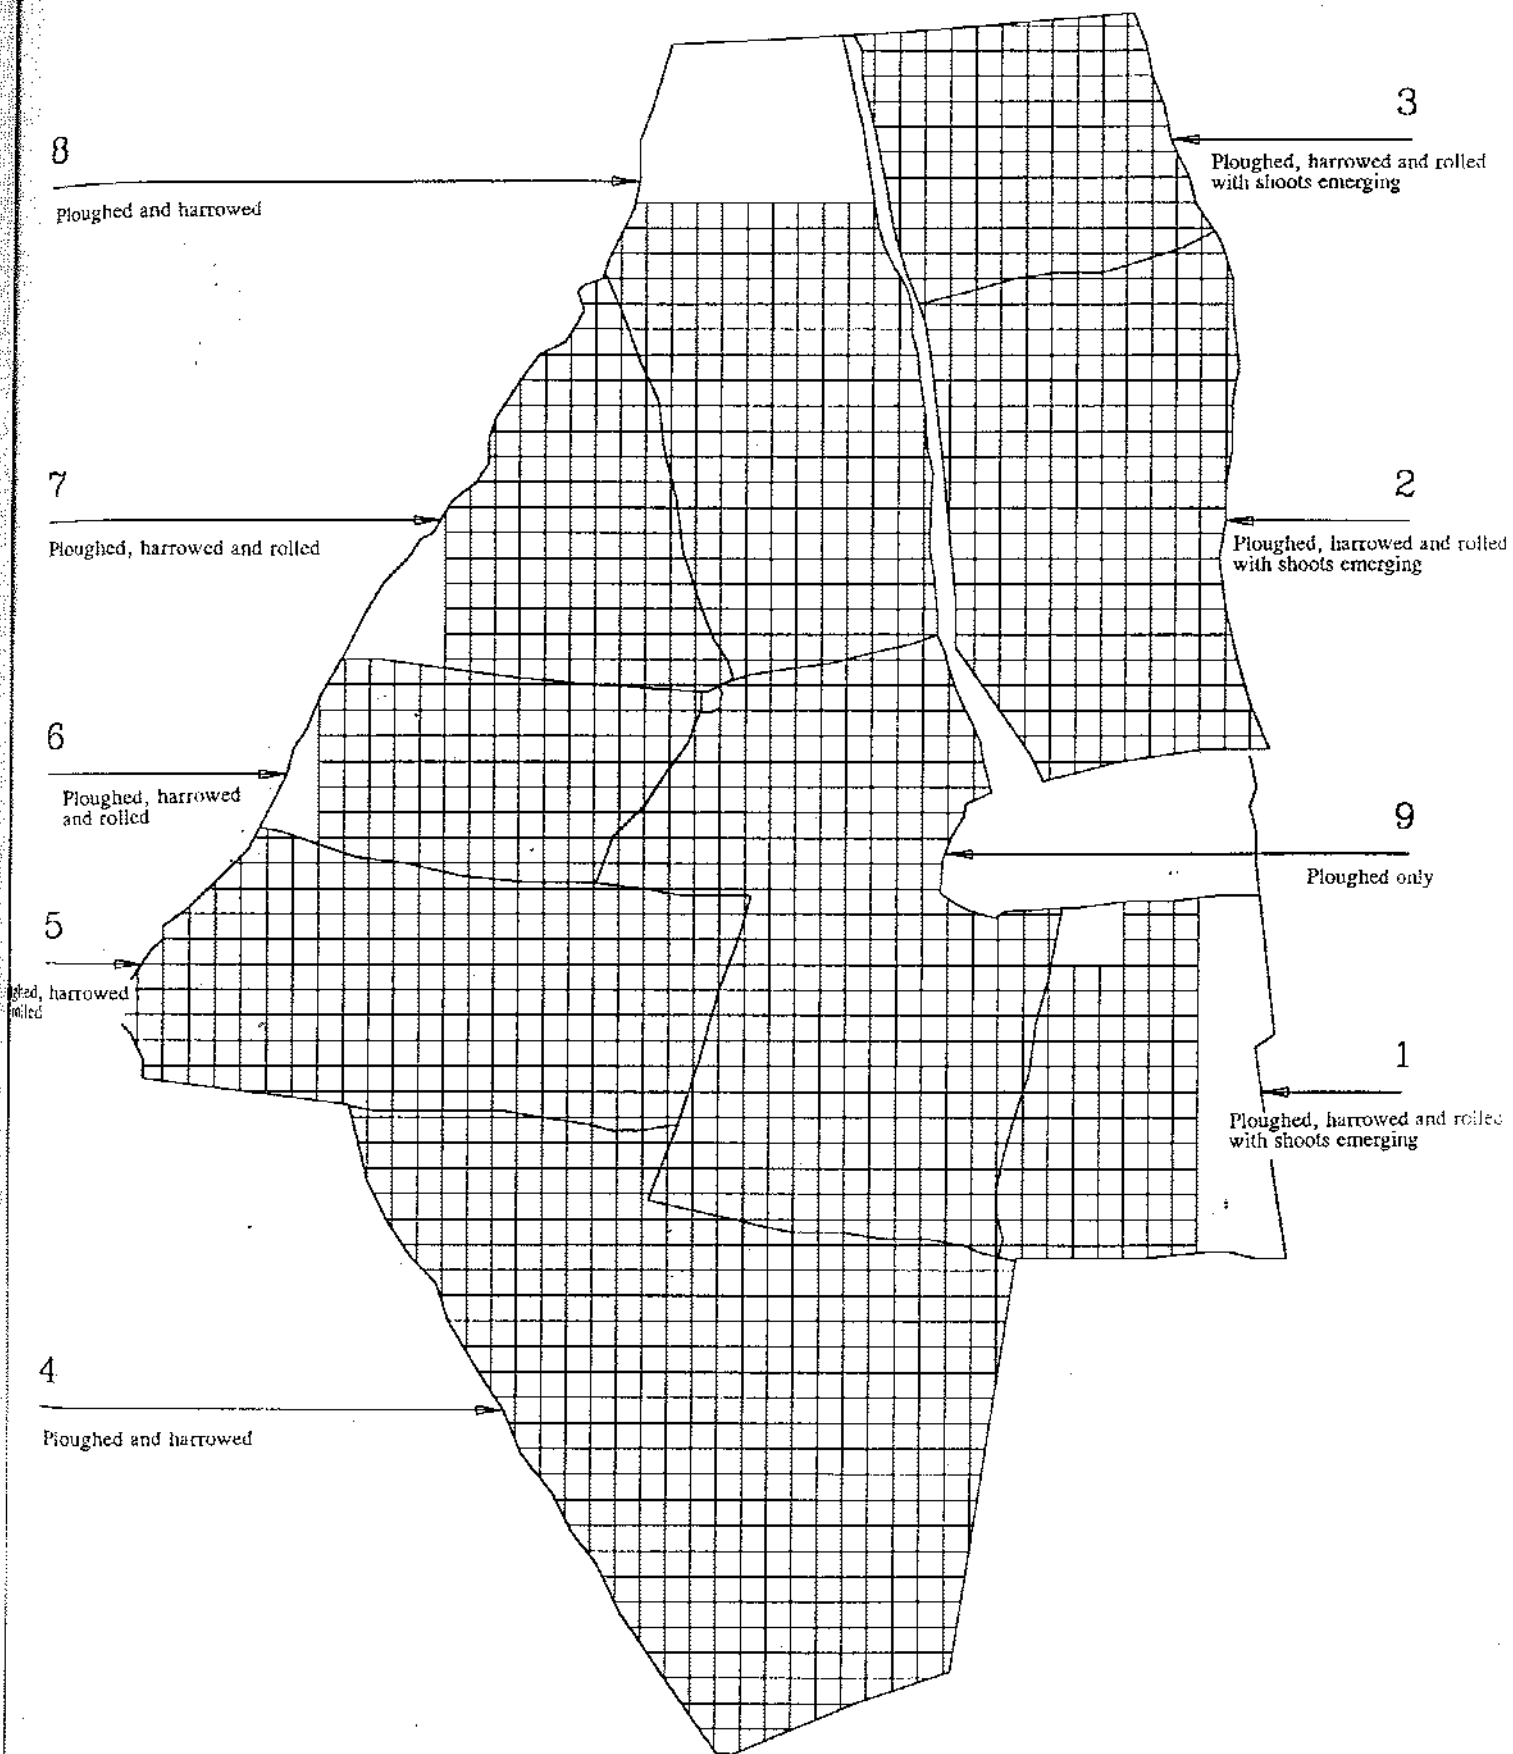 3
Ploughed, harrowed and rolled
with shoots emerging
8
Ploughed and harrowed
7
Ploughed, harrowed and rolled
2
Ploughed, harrowed and rolled
with shoots emerging
6
Ploughed, harrowed
and rolled
9
Ploughed only
5
harrowed
1
Ploughed, harrowed and rolled
with shoots emerging
4
Ploughed and harrowed